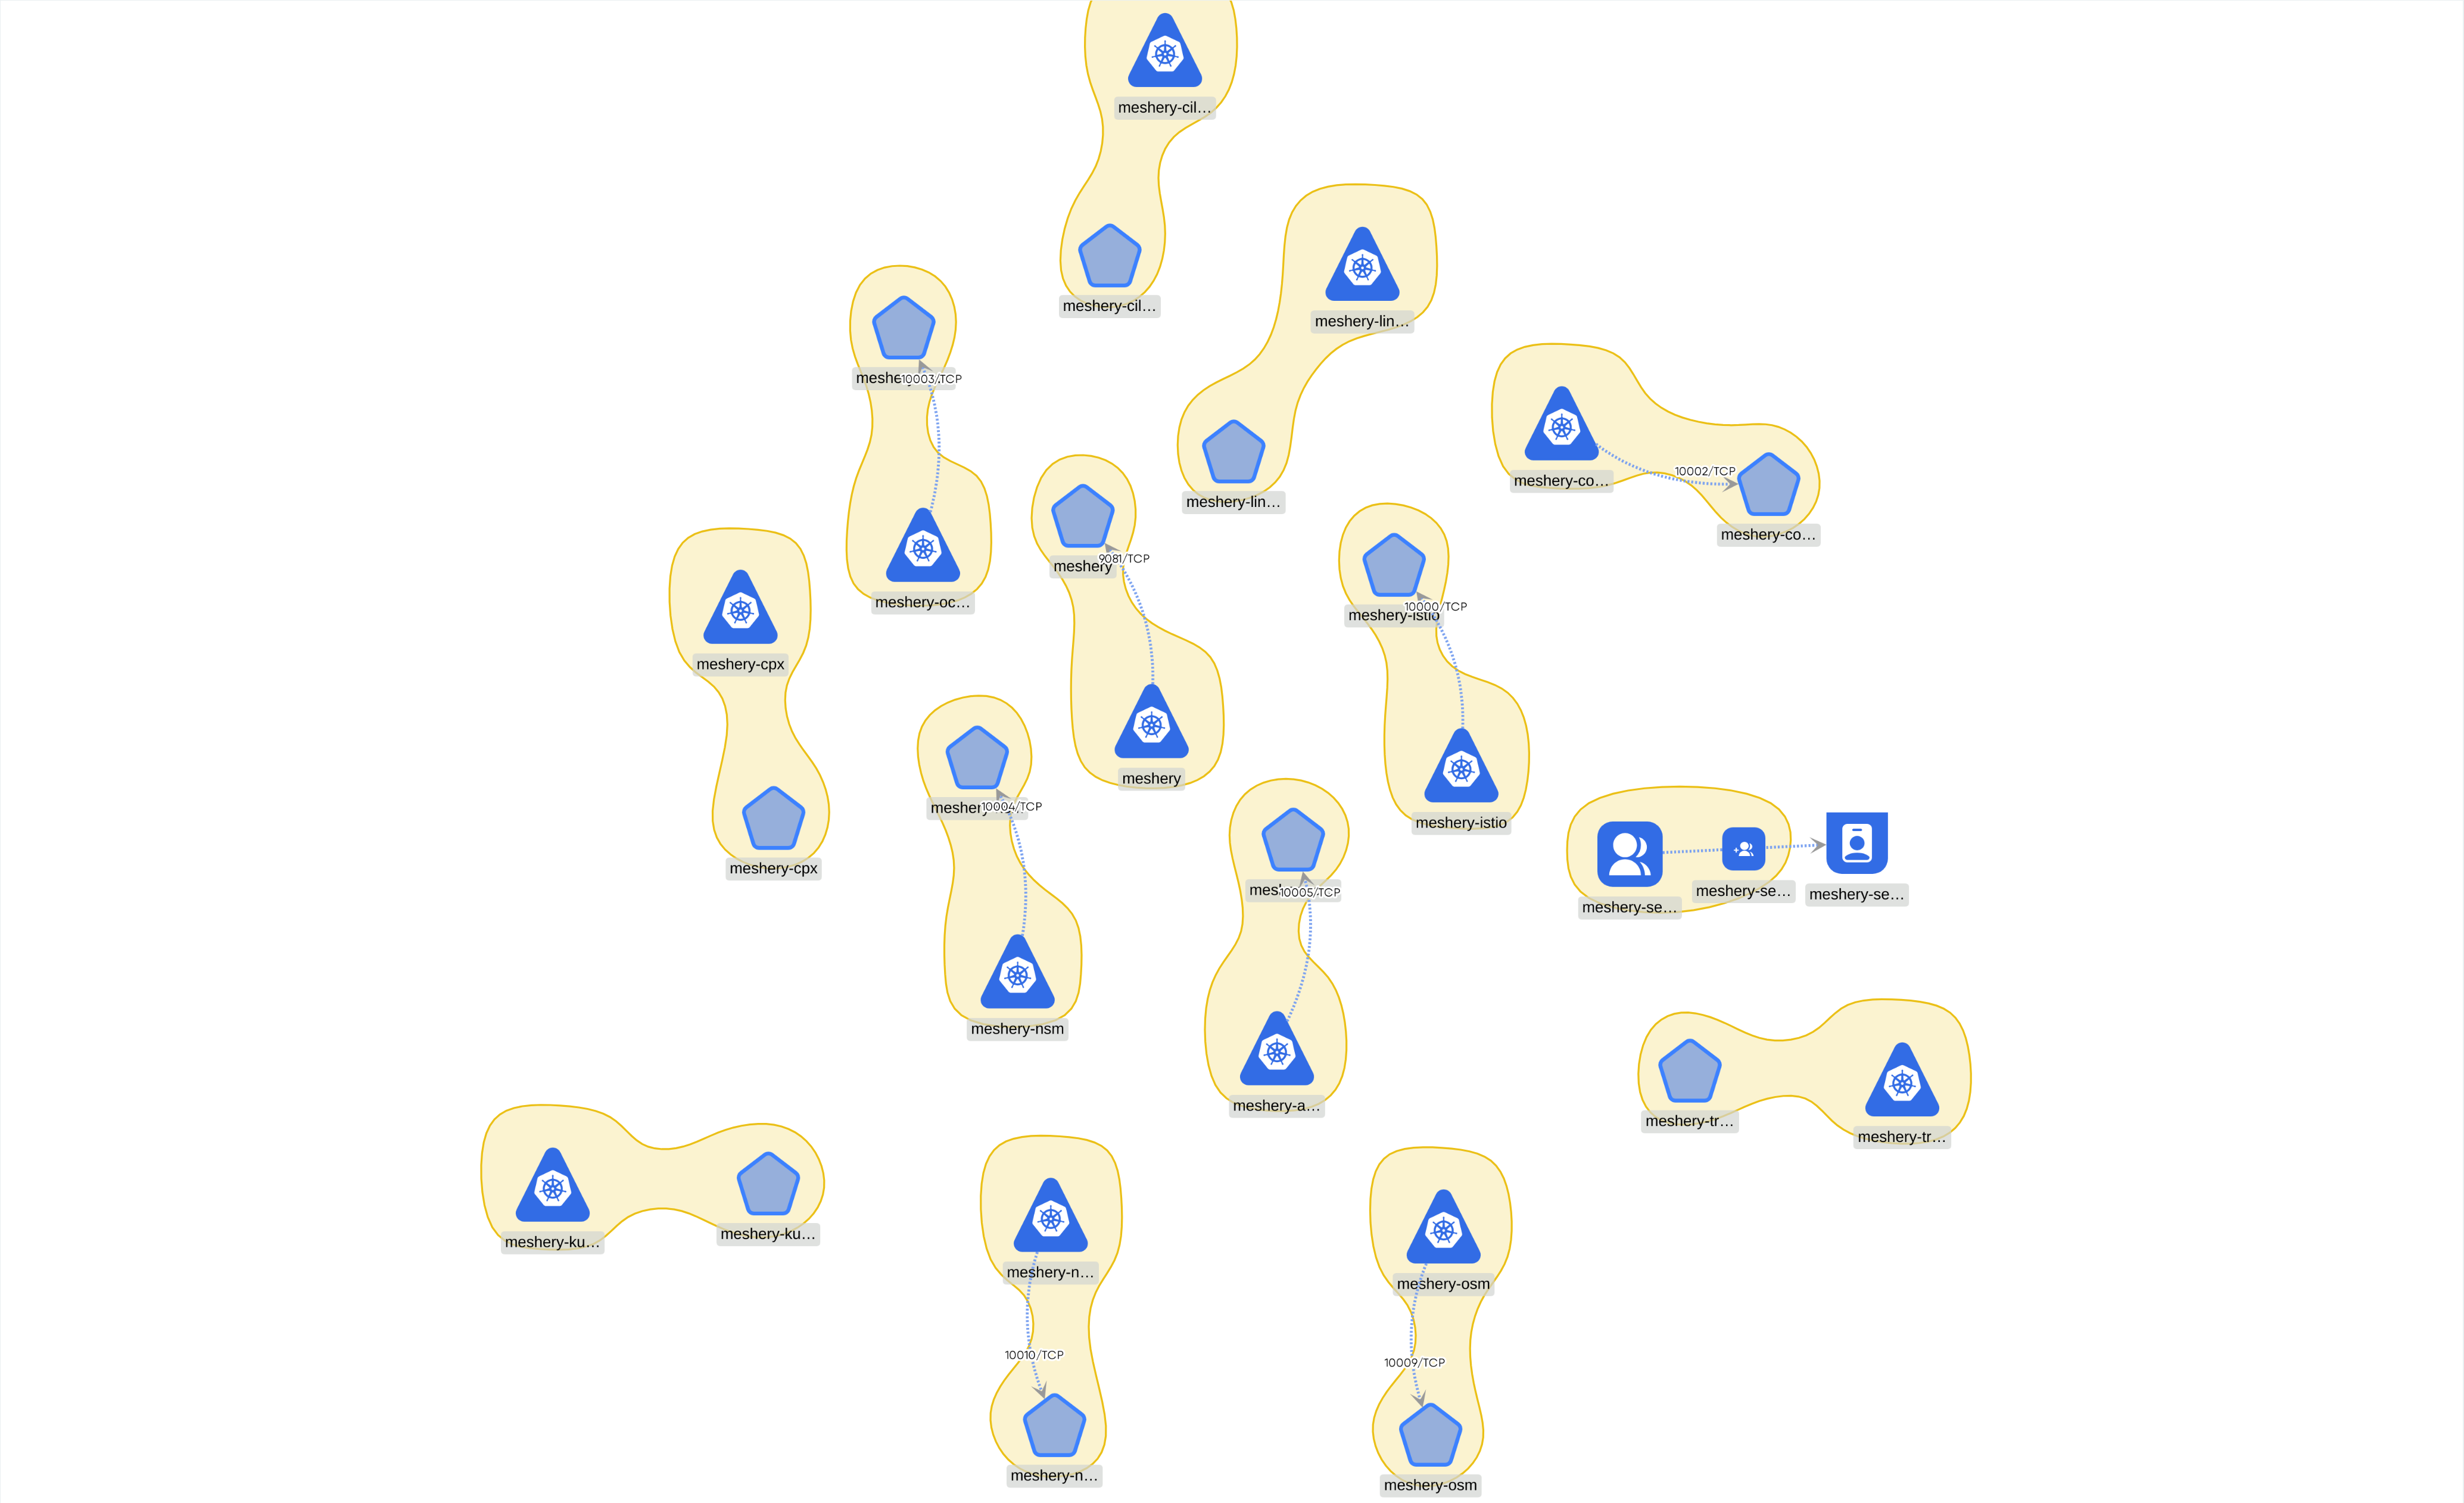 meshery-cil…
meshery-cil…
meshery-lin…
meshery-lin…
10003/TCP
meshery-oc…
meshery-co…
10002/TCP
meshery-co…
meshery
9081/TCP
meshery
meshery-istio
10000/TCP
meshery-istio
meshery-cpx
meshery-cpx
10004/TCP
meshery-nsm
10005/TCP
meshery-a…
meshery-se…
meshery-se…
meshery-se…
meshery-tr…
meshery-tr…
meshery-ku…
meshery-ku…
meshery-n…
10010/TCP
meshery-n…
meshery-osm
10009/TCP
meshery-osm